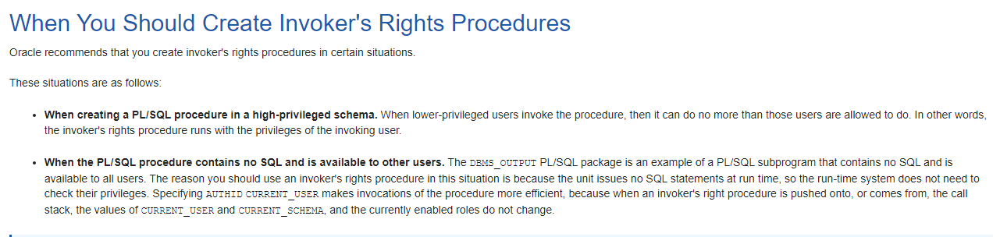 When You Should Create Invoker's Rights Procedures
Oracle recommends that you create invoker's rights procedures in certain situations.
These situations are as follows:
• When creating a PL/SQL procedure in a high-privileged schema. When lower-privileged users invoke the procedure, then it can do no more than those users are allowed to do. In other words,
the invoker's rights procedure runs with the privileges of the invoking user.
• When the PL/SQL procedure contains no SQL and is available to other users. The DBMS_OUTPUT PL/SQL package is an example of a PL/SQL subprogram that contains no SQL and is
available to all users. The reason you should use an invoker's rights procedure in this situation is because the unit issues no SQL statements at run time, so the run-time system does not need to
check their privileges. Specifying AUTHID CURRENT_USER makes invocations of the procedure more efficient, because when an invoker's right procedure is pushed onto, or comes from, the call
stack, the values of CURRENT_USER and CURRENT_SCHEMA, and the currently enabled roles do not change.